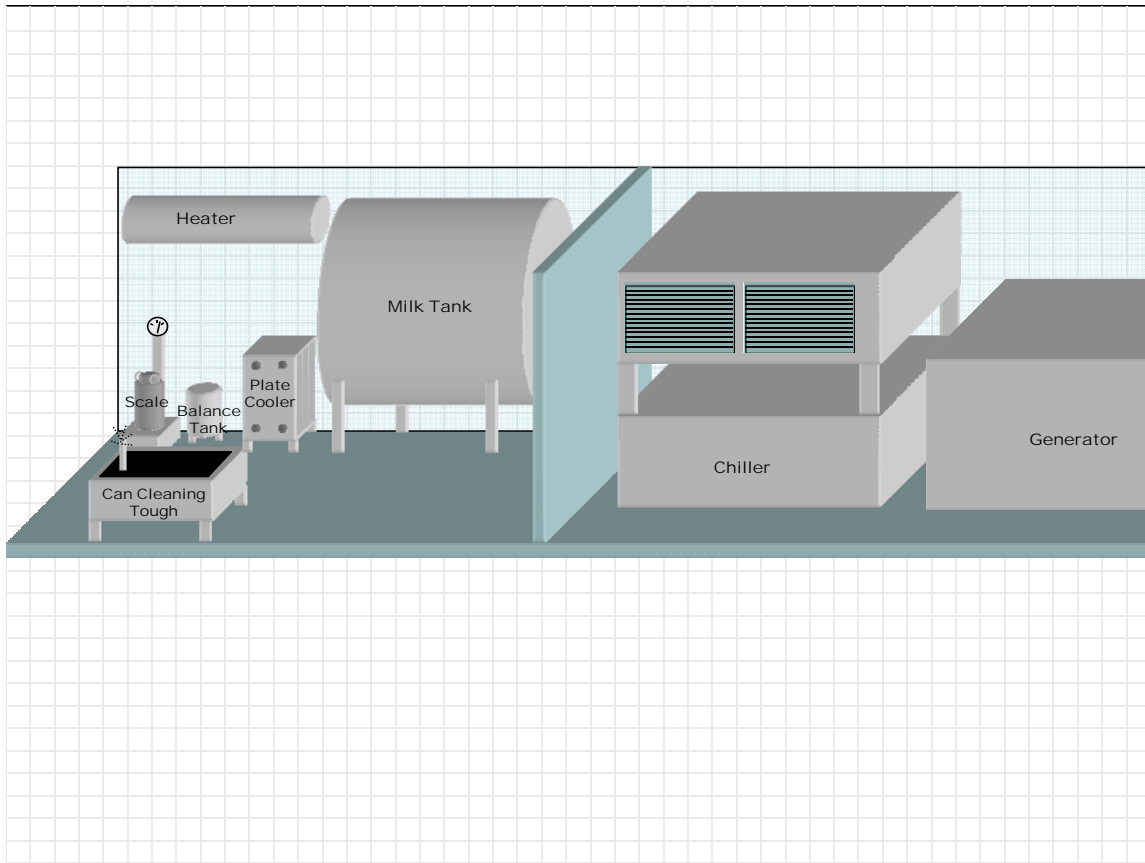 Heater
Milk Tank
Scale
Balance
Tank
Plate
Cooler
Can Cleaning
Tough
Chiller
Generator